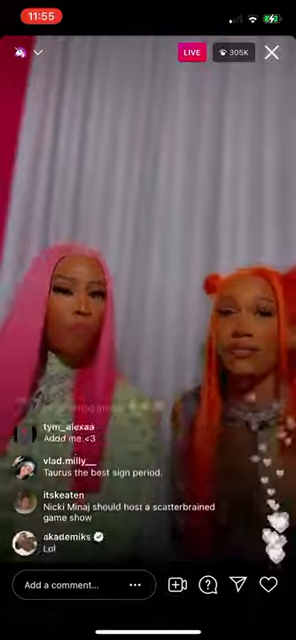 11:55
LIVE
305K
tym_alexaa
Addd me <3
vlad.milly__
Taurus the best sign period.
itskeaten
Nicki Minaj should host a scatterbrained
game show
akademiks
Lol
Add a comment...